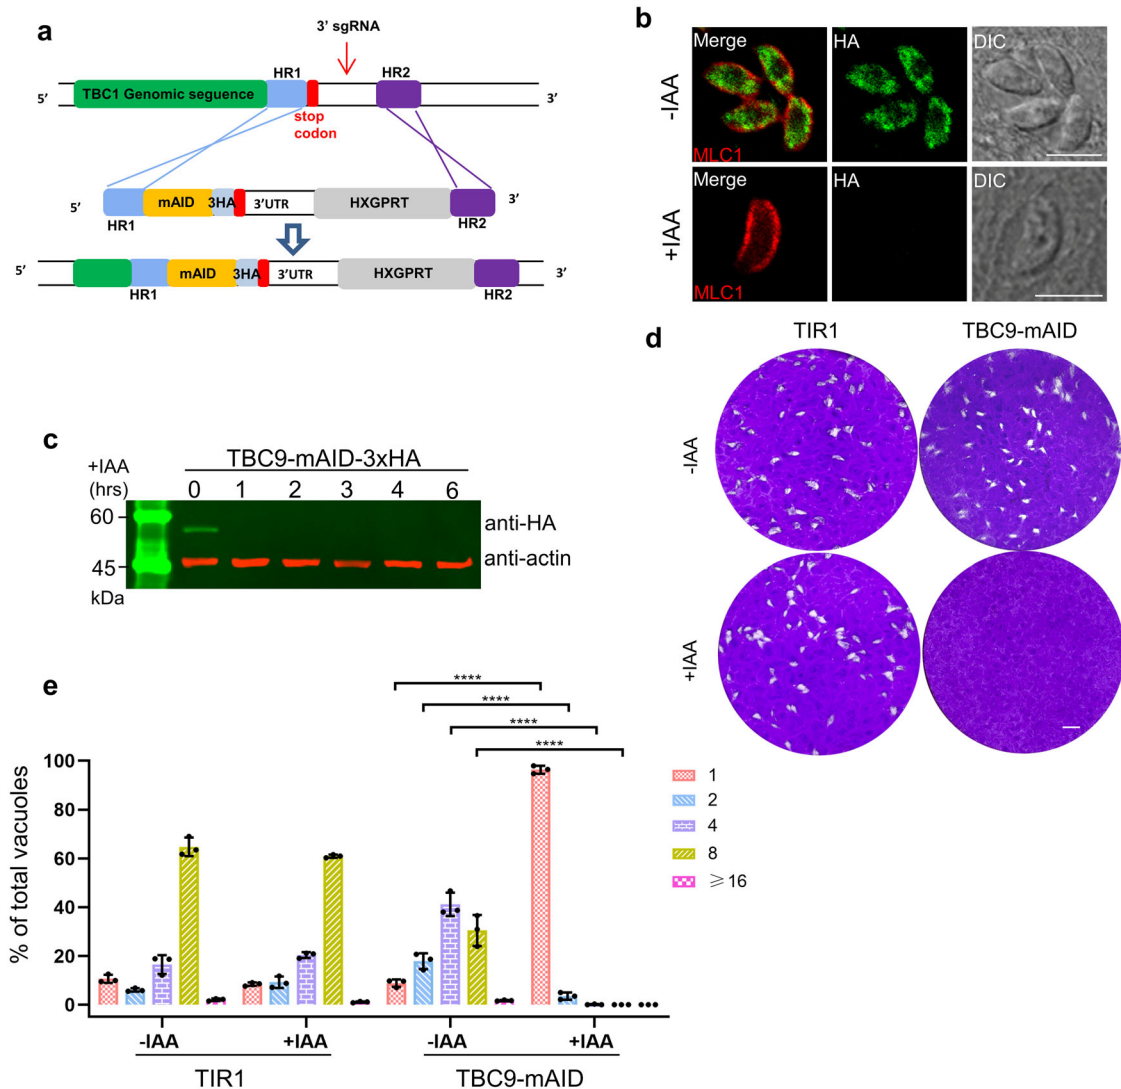 a
3′ sgRNA
HR1
HR2
5′
TBC1 Genomic seguence
3′
stop
codon
5′
mAID
3HA
3′UTR
HXGPRT
3′
HR1
HR2
5′
mAID
3HA
3′UTR
HXGPRT
3′
HR1
HR2
b
-IAA
Merge
HA
DIC
MLC1
+IAA
Merge
HA
DIC
MLC1
c
+IAA
(hrs)
TBC9-mAID-3xHA
0 1 2 3 4 6
60
anti-HA
anti-actin
45
kDa
d
TIR1
TBC9-mAID
-IAA
+IAA
e
****
****
****
****
% of total vacuoles
100
80
60
40
20
0
-IAA
+IAA
-IAA
+IAA
TIR1
TBC9-mAID
1
2
4
8
⩾16